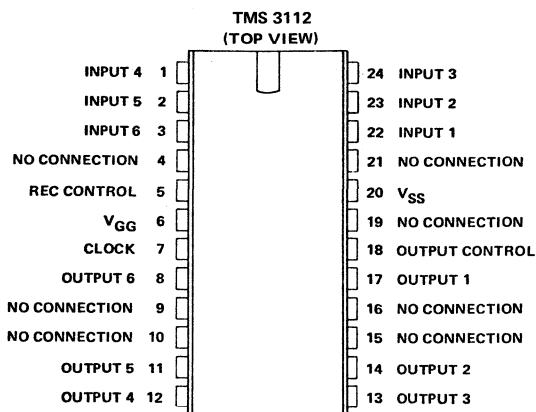 TMS 3112
(TOP VIEW)
INPUT 4 1 24 INPUT 3
INPUT 5 2 23 INPUT 2
INPUT 6 3 22 INPUT 1
NO CONNECTION 4 21 NO CONNECTION
REC CONTROL 5 20 VSS
VGG 6 19 NO CONNECTION
CLOCK 7 18 OUTPUT CONTROL
OUTPUT 6 8 17 OUTPUT 1
NO CONNECTION 9 16 NO CONNECTION
NO CONNECTION 10 15 NO CONNECTION
OUTPUT 5 11 14 OUTPUT 2
OUTPUT 4 12 13 OUTPUT 3